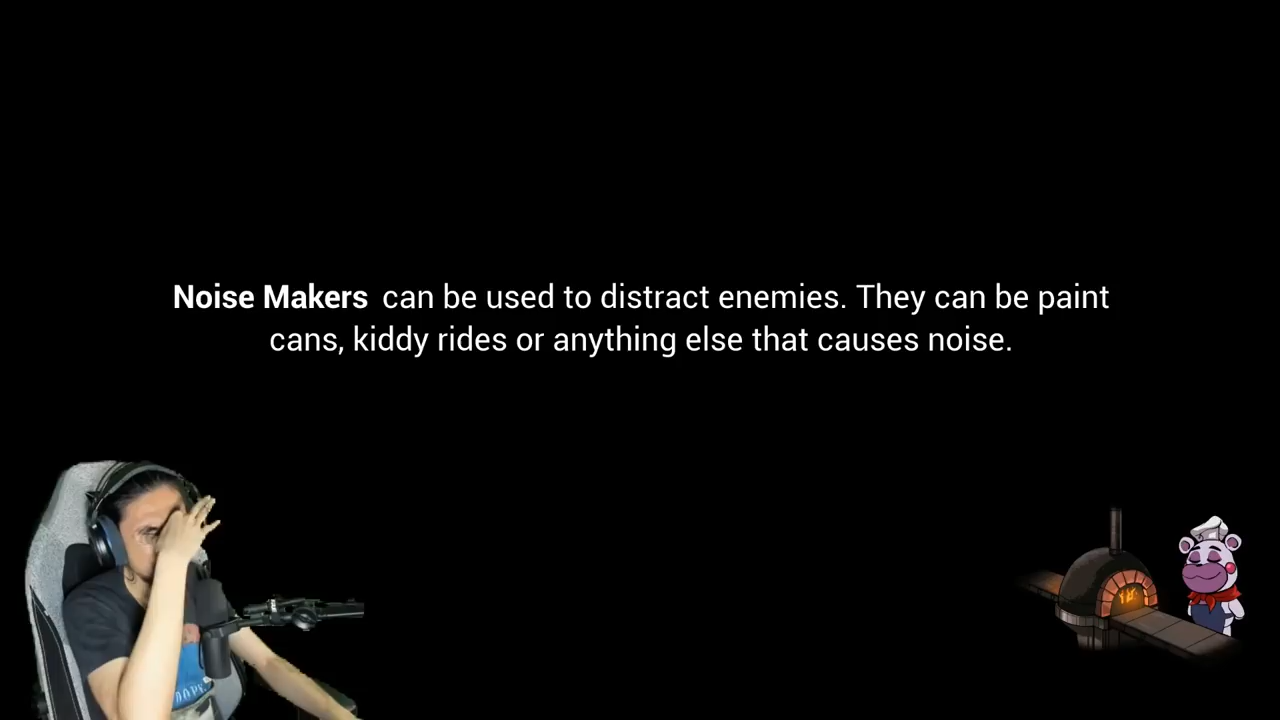 Noise Makers can be used to distract enemies. They can be paint
cans, kiddy rides or anything else that causes noise.